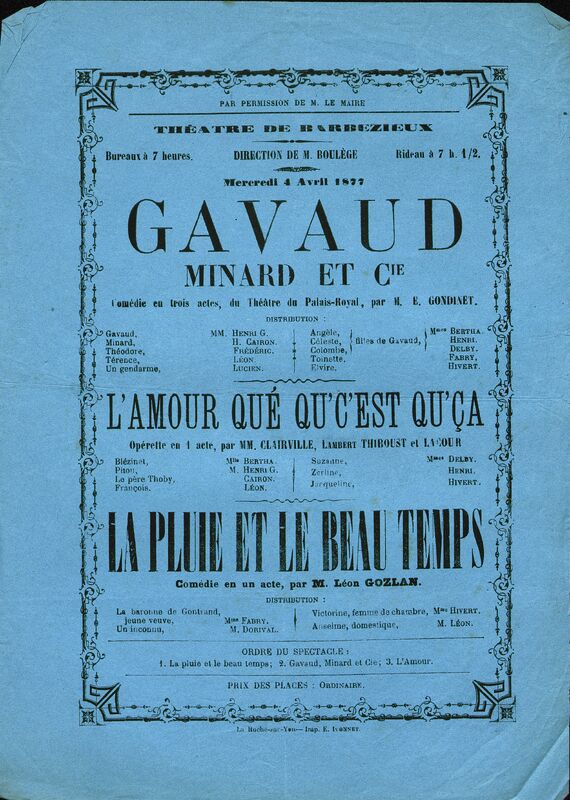 PAR PERMISSION DE M. LE MAIRE
THÉATRE DE BARBEZIEUX
Bureaux à 7 heures. DIRECTION DE M. BOULÈGE Rideau à 7 h. 1/2.
Mercredi 4 Avril 1877
GAVAUD
MINARD ET CIE
Comédie en trois actes, du Théâtre du Palais-Royal, par M. E. GONDINET.
DISTRIBUTION :
Gavaud, MM. HENRI G. Angèle, Mmes BERTHA.
Minard, H. CAIRON. Céleste, filles de Gavaud, HENRI.
Théodore, FRÉDÉRIC. Colombe, DELBY.
Térence, LÉON. Toinette, FABRY.
Un gendarme, LUCIEN. Elvire, HIVERT.
L'AMOUR QUÉ QU'C'EST QU'ÇA
Opérette en 1 acte, par MM. CLAIRVILLE, LAMBERT THIBOUST et LACOUR
Blézinet, Mlle BERTHA. Suzanne, Mmes DELBY.
Pitou, M. HENRI G. Zerline, HENRI.
Le père Thoby, CAIRON. Jacqueline, HIVERT.
François, LÉON.
LA PLUIE ET LE BEAU TEMPS
Comédie en un acte, par M. Léon GOZLAN.
DISTRIBUTION :
La baronne de Gontrand, Victorine, femme de chambre, Mme HIVERT.
jeune veuve, Mme FABRY. Anselme, domestique, M. LÉON.
Un inconnu, M. DORIVAL.
ORDRE DU SPECTACLE :
1. La pluie et le beau temps; 2. Gavaud, Minard et Cie; 3. L'Amour.
PRIX DES PLACES : ORDINAIRE.
La Roche-sur-Yon— Imp. E. IVONNET.